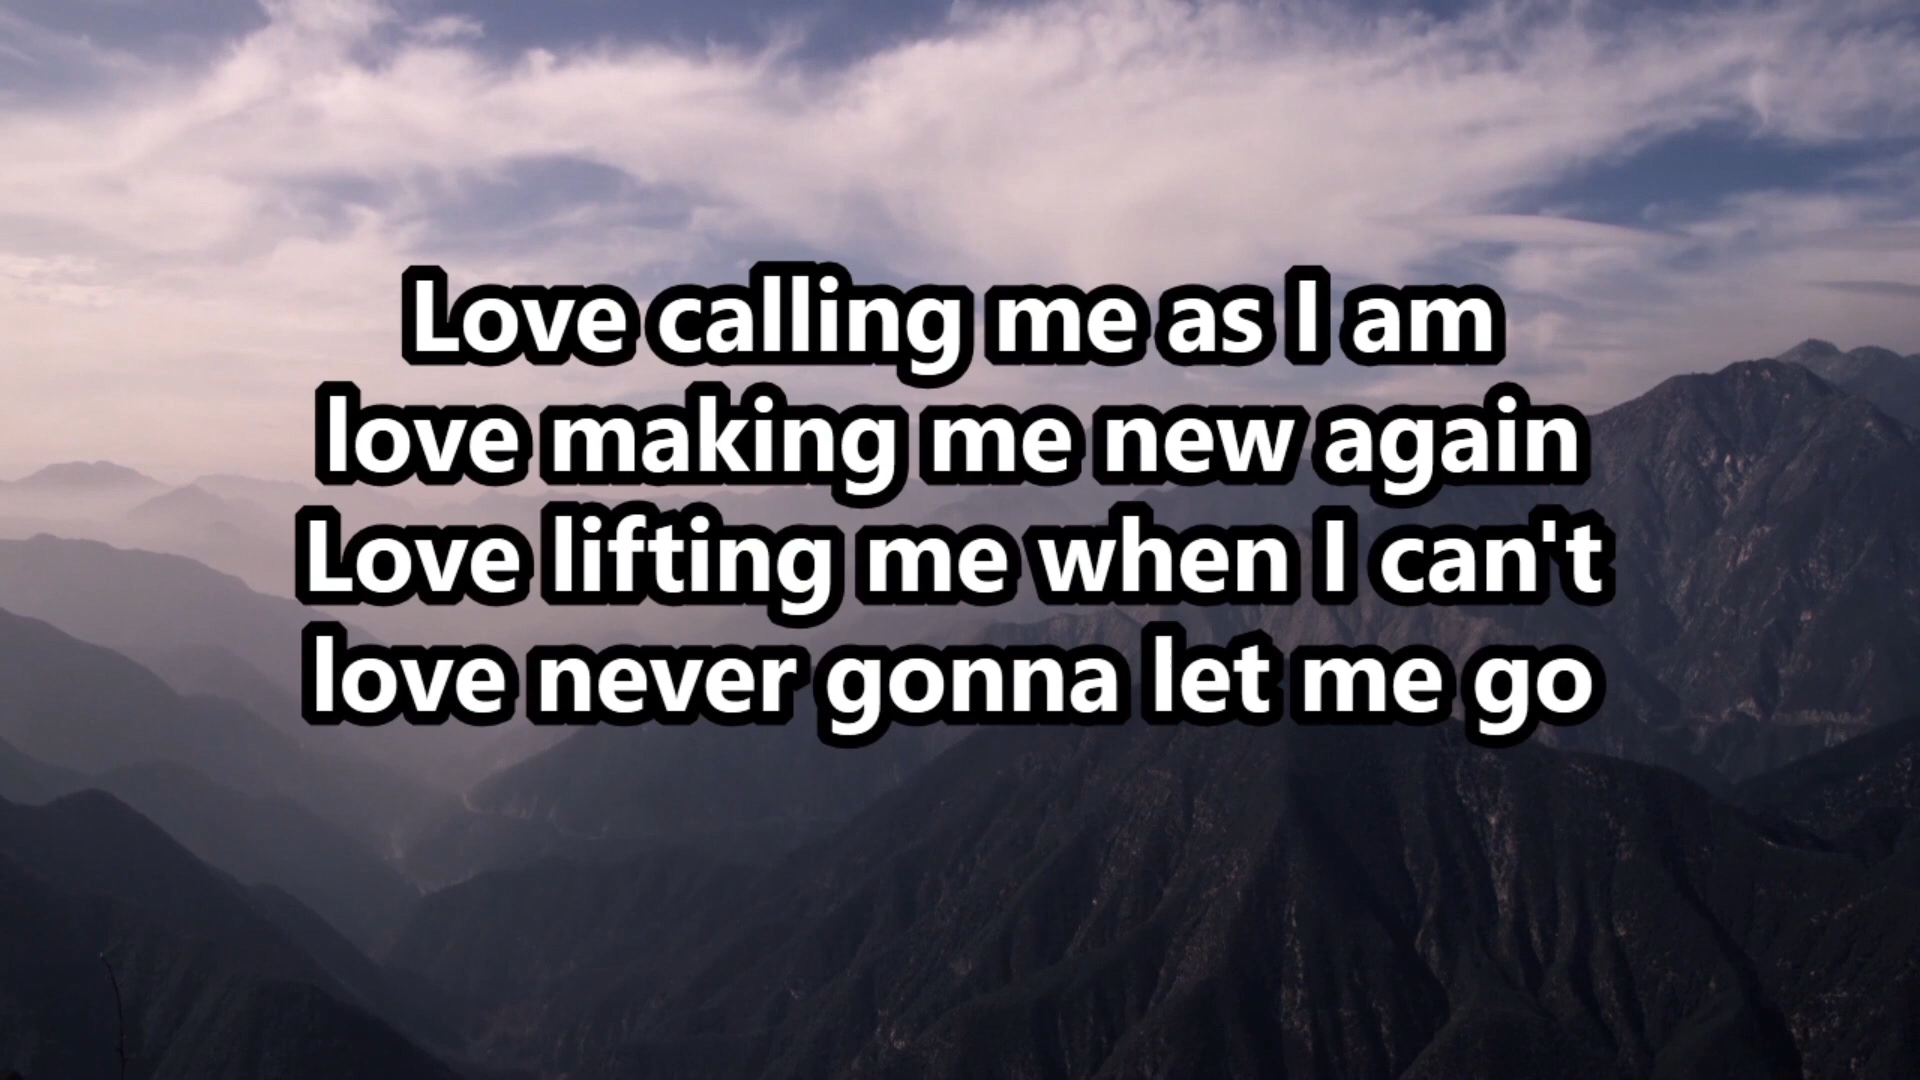 Love calling me as I am
love making me new again
Love lifting me when I can't
love never gonna let me go